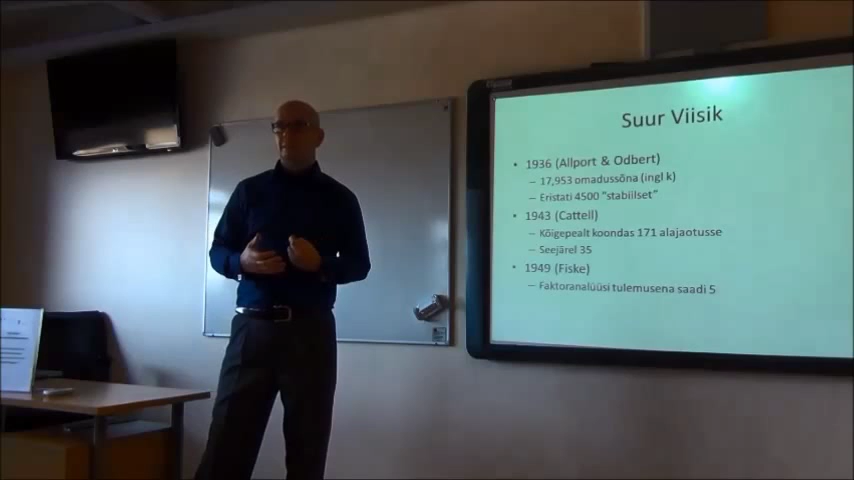 Suur Viisik
• 1936 (Allport & Odbert)
– 17,953 omadussõna (ingl k)
– Eristati 4500 "stabiilset"
• 1943 (Cattell)
– Kõigepealt koondas 171 alajaotusse
– Seejärel 35
• 1949 (Fiske)
– Faktoranalüüsi tulemusena saadi 5